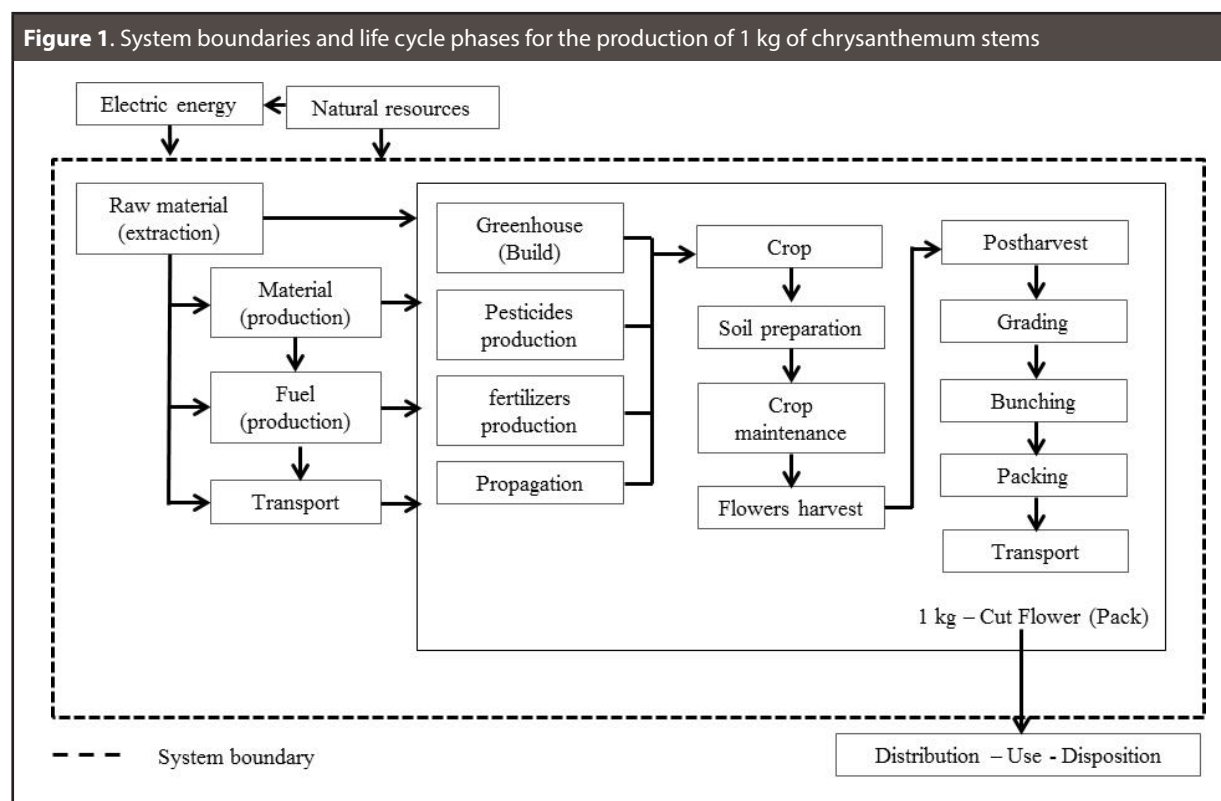 Figure 1. System boundaries and life cycle phases for the production of 1 kg of chrysanthemum stems
Electric energy
Natural resources
Raw material
(extraction)
Material
(production)
Fuel
(production)
Transport
Greenhouse
(Build)
Pesticides
production
fertilizers
production
Propagation
Crop
Soil preparation
Crop
maintenance
Flowers harvest
Postharvest
Grading
Bunching
Packing
Transport
1 kg – Cut Flower (Pack)
System boundary
Distribution – Use - Disposition